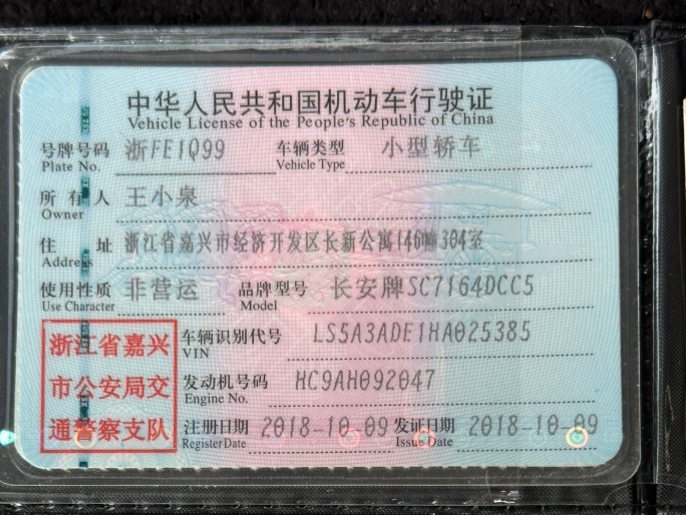 中华人民共和国机动车行驶证
Vehicle License of the People's Republic of China
号牌号码 浙FE1Q99 车辆类型 小型轿车
Plate No. Vehicle Type
所有人 王小泉
Owner
住址 浙江省嘉兴市经济开发区长新公寓146幢304室
Address
使用性质 非营运 品牌型号 长安牌SC7164DCC5
Use Character Model
浙江省嘉兴 车辆识别代号 LS5A3ADE1HA025385
VIN
市公安局交 发动机号码 HC9AH092047
Engine No.
通警察支队 注册日期 2018-10-09 发证日期 2018-10-09
Register Date Issue Date